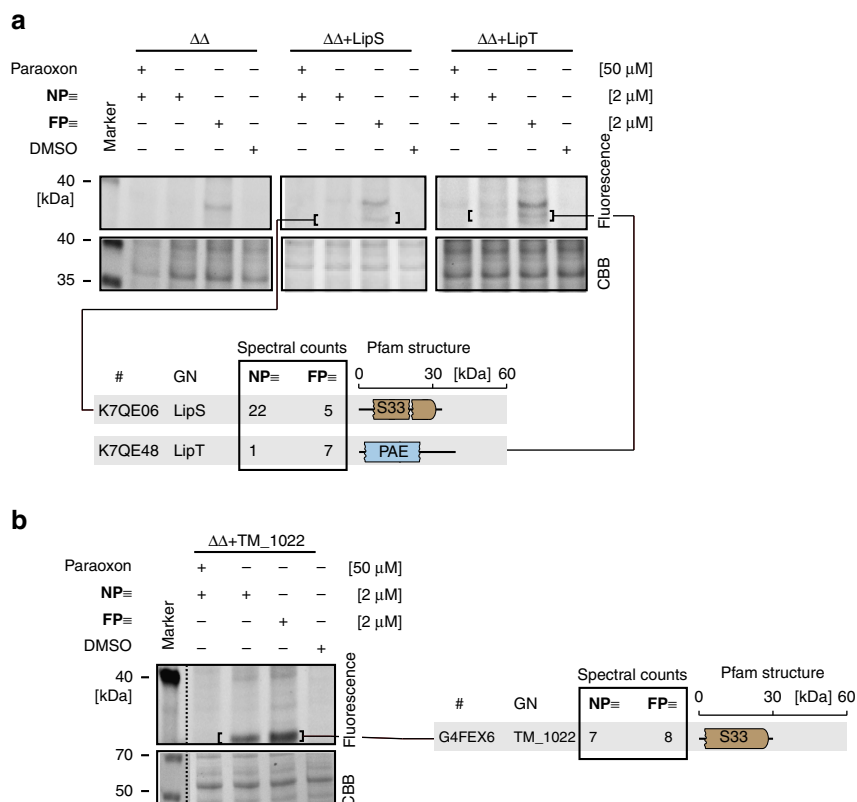 a
ΔΔ ΔΔ+LipS ΔΔ+LipT
Paraoxon + – – – + – – – + – – – [50 μM]
NP≡ + + – – + + – – + + – – [2 μM]
FP≡ – – + – – – + – – – + – [2 μM]
DMSO – – – + – – – + – – – +
Marker
40
[kDa]
Fluorescence
40
35
CBB
Spectral counts Pfam structure
# GN NP≡ FP≡ 0 30 [kDa] 60
K7QE06 LipS 22 5 S33
K7QE48 LipT 1 7 PAE
b
ΔΔ+TM_1022
Paraoxon + – – – [50 μM]
NP≡ + + – – [2 μM]
FP≡ – – + – [2 μM]
DMSO – – – +
Marker
40
[kDa]
Fluorescence
70
50
CBB
Spectral counts Pfam structure
# GN NP≡ FP≡ 0 30 [kDa] 60
G4FEX6 TM_1022 7 8 S33